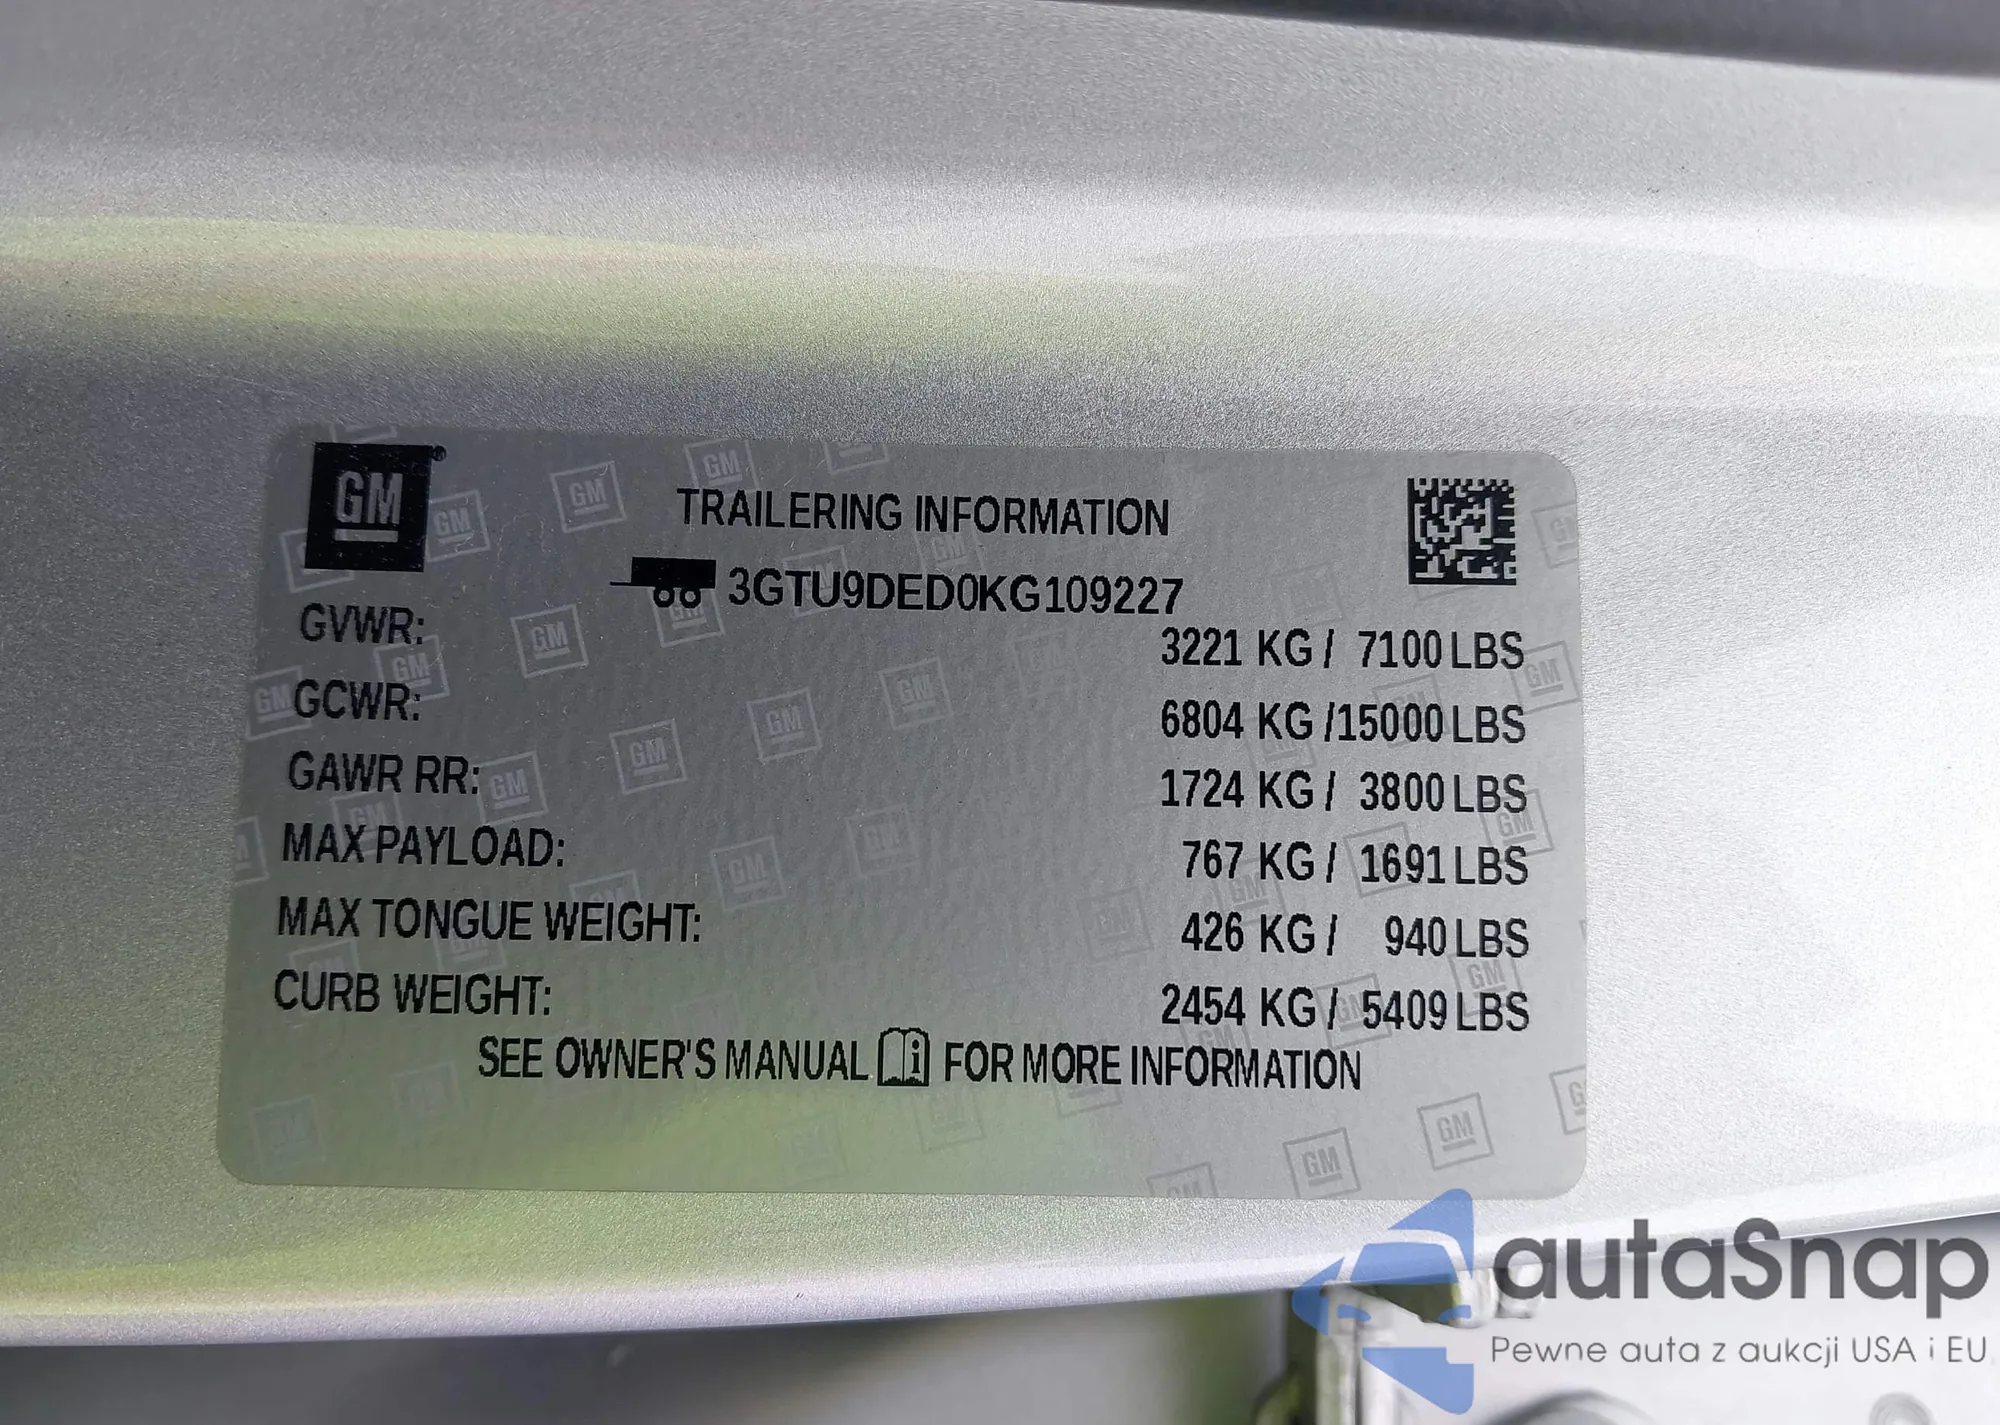 GM
TRAILERING INFORMATION
3GTU9DED0KG109227
GVWR: 3221 KG / 7100 LBS
GCWR: 6804 KG /15000 LBS
GAWR RR: 1724 KG / 3800 LBS
MAX PAYLOAD: 767 KG / 1691 LBS
MAX TONGUE WEIGHT: 426 KG / 940 LBS
CURB WEIGHT: 2454 KG / 5409 LBS
SEE OWNER'S MANUAL FOR MORE INFORMATION
autaSnap
Pewne auta z aukcji USA i EU